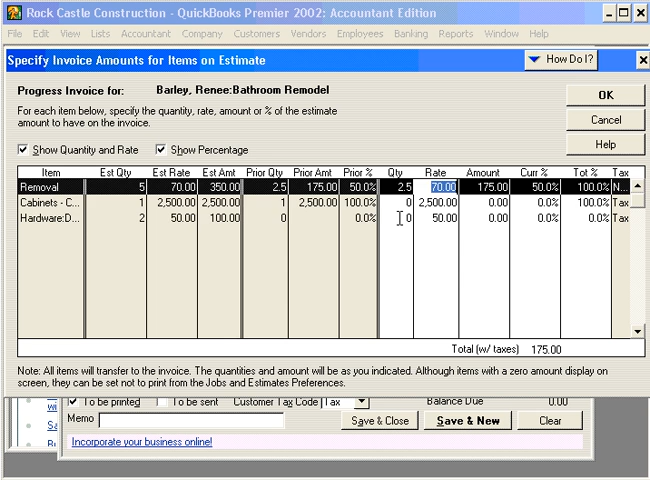 Rock Castle Construction - QuickBooks Premier 2002: Accountant Edition
File Edit View Lists Accountant Company Customers Vendors Employees Banking Reports Window Help
Specify Invoice Amounts for Items on Estimate How Do I?
Progress Invoice for: Barley, Renee:Bathroom Remodel
OK
For each item below, specify the quantity, rate, amount or % of the estimate
amount to have on the invoice.
Cancel
Help
Show Quantity and Rate Show Percentage
Item Est Qty Est Rate Est Amt Prior Qty Prior Amt Prior % Qty Rate Amount Curr % Tot % Tax
Removal 5 70.00 350.00 2.5 175.00 50.0% 2.5 70.00 175.00 50.0% 100.0% N...
Cabinets - C... 1 2,500.00 2,500.00 1 2,500.00 100.0% 0 2,500.00 0.00 0.0% 100.0% Tax
Hardware:D... 2 50.00 100.00 0 0.0% 0 50.00 0.00 0.0% 0.0% Tax
Total (w/ taxes) 175.00
Note: All items will transfer to the invoice. The quantities and amount will be as you indicated. Although items with a zero amount display on
screen, they can be set not to print from the Jobs and Estimates Preferences.
To be printed To be sent Customer Tax Code Tax Balance Due 0.00
Memo Save & Close Save & New Clear
Incorporate your business online!